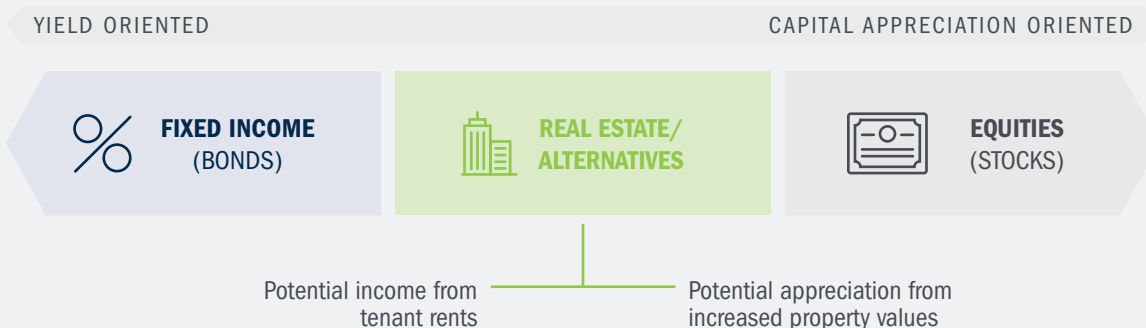 YIELD ORIENTED
CAPITAL APPRECIATION ORIENTED
FIXED INCOME
(BONDS)
REAL ESTATE/
ALTERNATIVES
EQUITIES
(STOCKS)
Potential income from
tenant rents
Potential appreciation from
increased property values